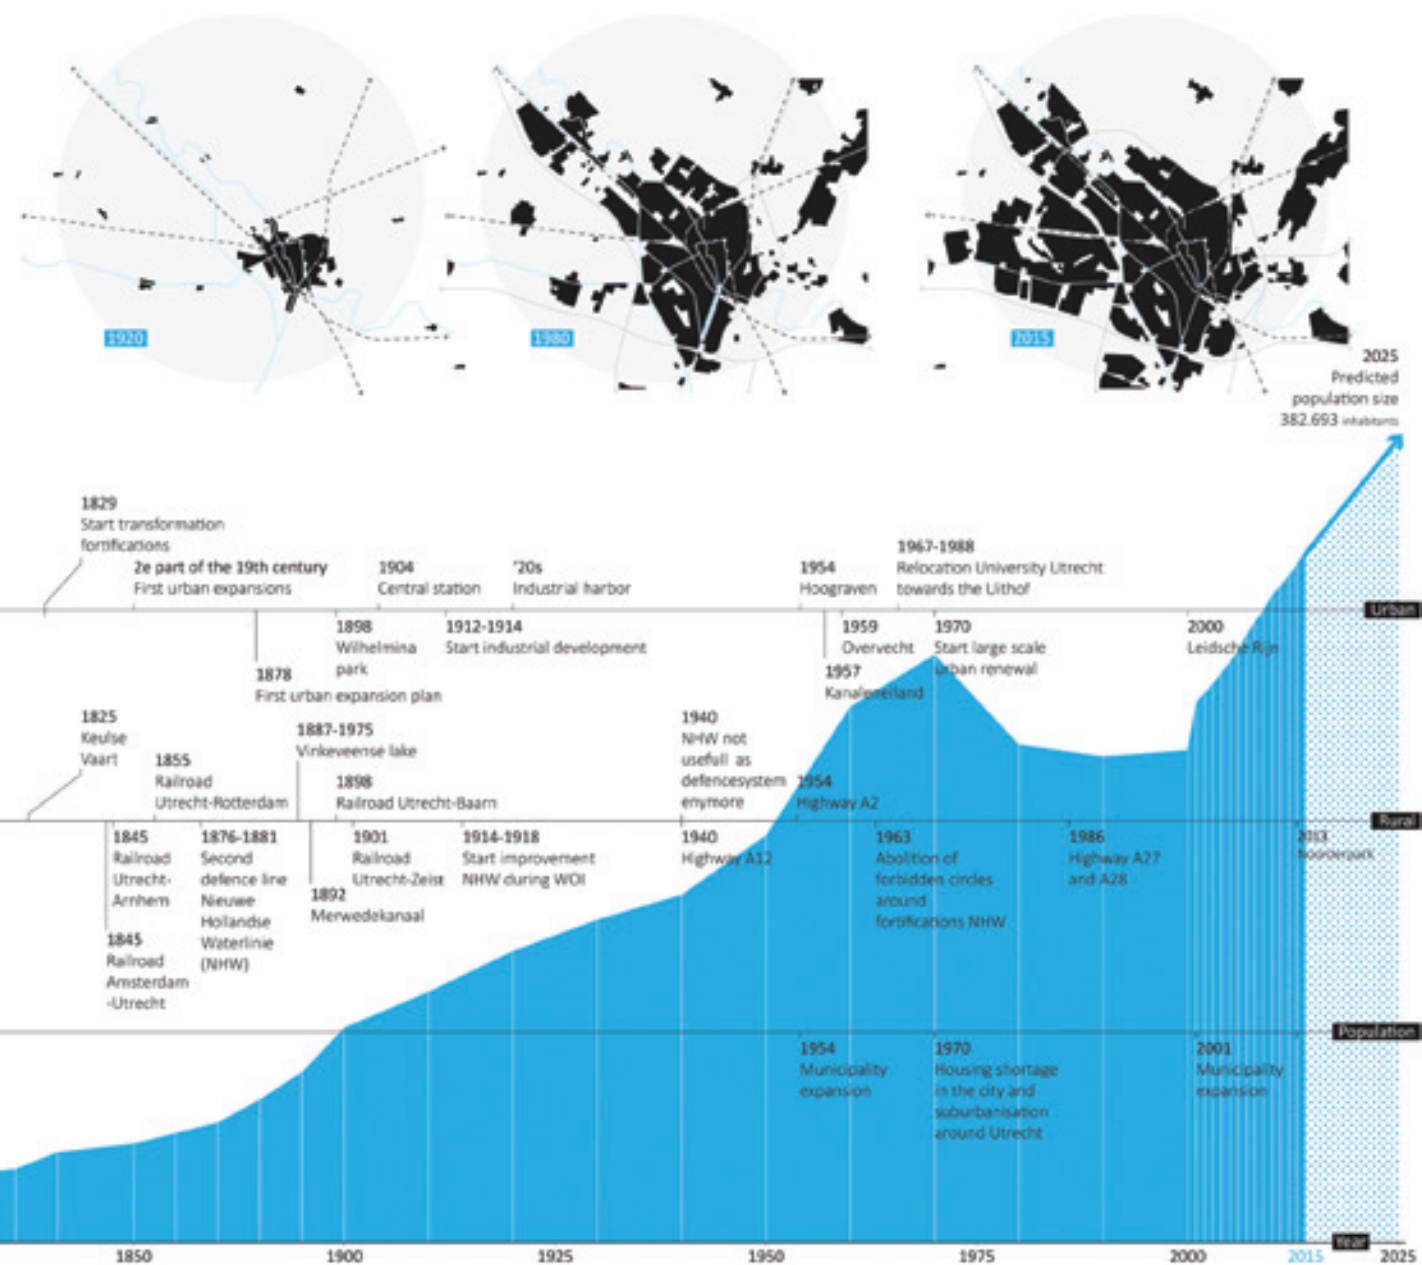 1920
1980
2015
2025
Predicted
population size
382.693 inhabitants
1829
Start transformation
fortifications
2e part of the 19th century
First urban expansions
1904
Central station
'20s
Industrial harbor
1954
Hoograven
1967-1988
Relocation University Utrecht
towards the Uithof
Urban
1878
First urban expansion plan
1898
Wilhelmina
park
1912-1914
Start industrial development
1957
Kanaleneiland
1959
Overvecht
1970
Start large scale
urban renewal
2000
Leidsche Rijn
1825
Keulse
Vaart
1855
Railroad
Utrecht-Rotterdam
1887-1975
Vinkeveense lake
1898
Railroad Utrecht-Baarn
1940
NHW not
usefull as
defencesystem
enymore
1954
Highway A2
Rural
1845
Railroad
Utrecht-
Arnhem
1845
Railroad
Amsterdam
-Utrecht
1876-1881
Second
defence line
Nieuwe
Hollandse
Waterlinie
(NHW)
1892
Merwedekanaal
1901
Railroad
Utrecht-Zeist
1914-1918
Start improvement
NHW during WOI
1940
Highway A12
1963
Abolition of
forbidden circles
around
fortifications NHW
1986
Highway A27
and A28
2013
Noorderpark
Population
1954
Municipality
expansion
1970
Housing shortage
in the city and
suburbanisation
around Utrecht
2001
Municipality
expansion
Year
1850
1900
1925
1950
1975
2000
2015
2025